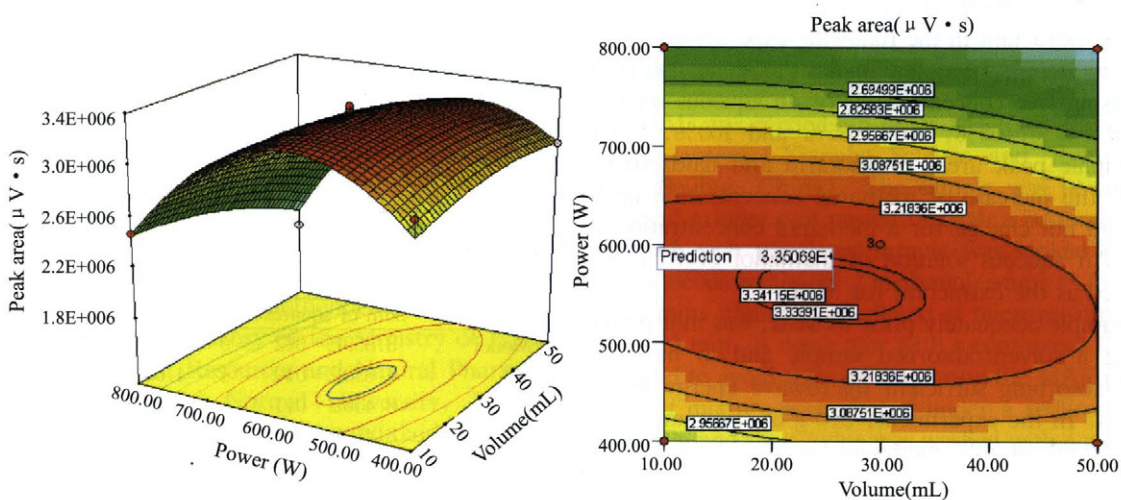 Peak area(μV·s)
3.4E+006
3.0E+006
2.6E+006
2.2E+006
1.8E+006
800.00
700.00
600.00
500.00
400.00
Power (W)
10
20
30
40
50
Volume(mL)
Peak area(μV·s)
800.00
700.00
600.00
500.00
400.00
Power (W)
2.69499E+006
2.82583E+006
2.95667E+006
3.08751E+006
3.21836E+006
3
Prediction 3.35069E+
3.34115E+006
3.33391E+006
3.21836E+006
3.08751E+006
2.95667E+006
10.00
20.00
30.00
40.00
50.00
Volume(mL)